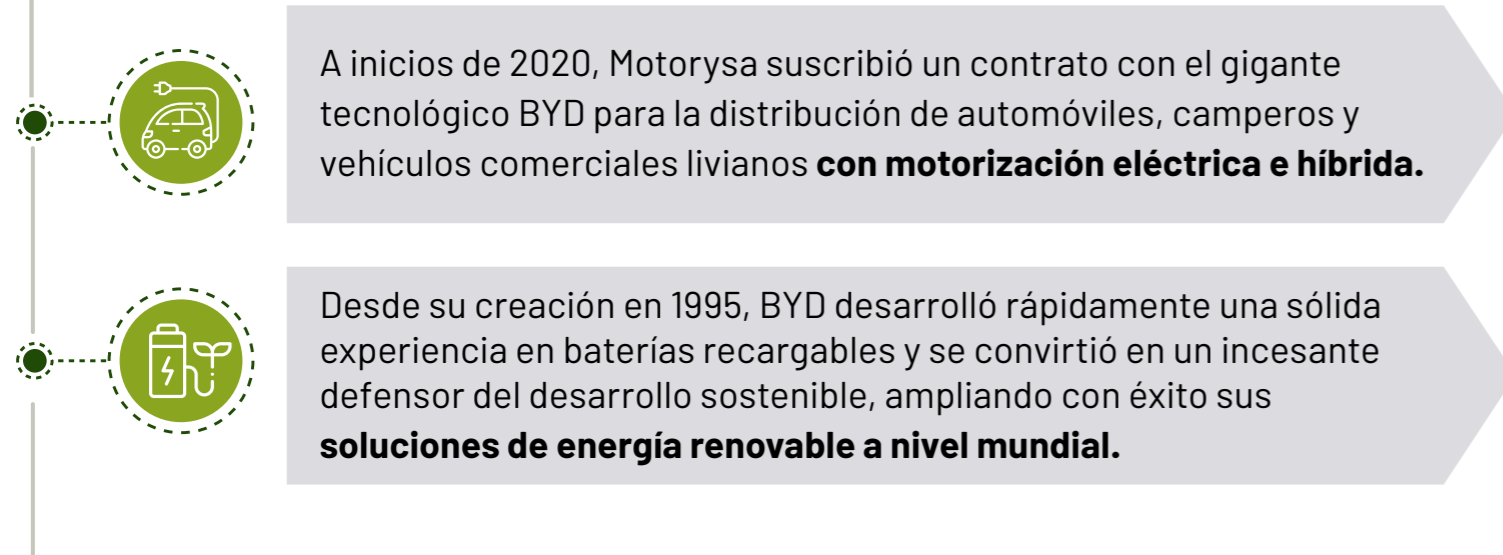 A inicios de 2020, Motorysa suscribió un contrato con el gigante
tecnológico BYD para la distribución de automóviles, camperos y
vehículos comerciales livianos con motorización eléctrica e híbrida.
Desde su creación en 1995, BYD desarrolló rápidamente una sólida
experiencia en baterías recargables y se convirtió en un incesante
defensor del desarrollo sostenible, ampliando con éxito sus
soluciones de energía renovable a nivel mundial.